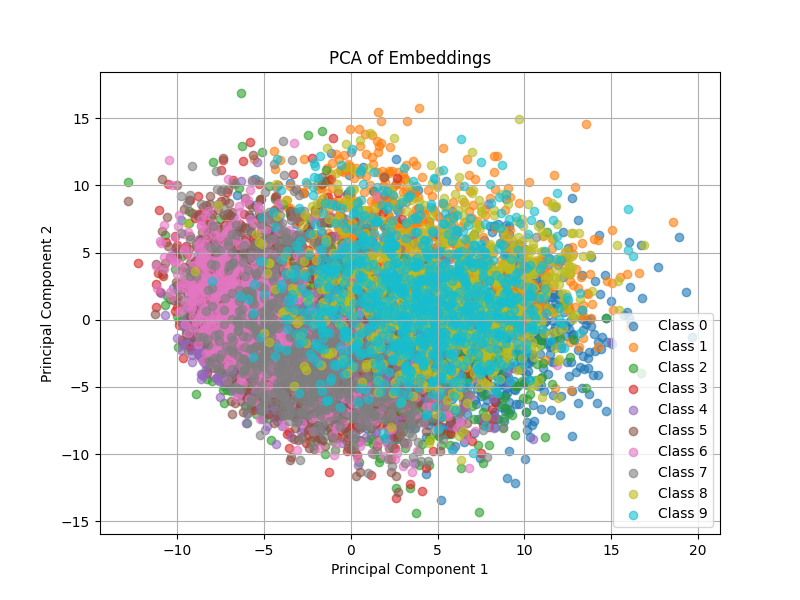 PCA of Embeddings
Principal Component 2
15
10
5
0
−5
−10
−15
−10
−5
0
5
10
15
20
Principal Component 1
Class 0
Class 1
Class 2
Class 3
Class 4
Class 5
Class 6
Class 7
Class 8
Class 9